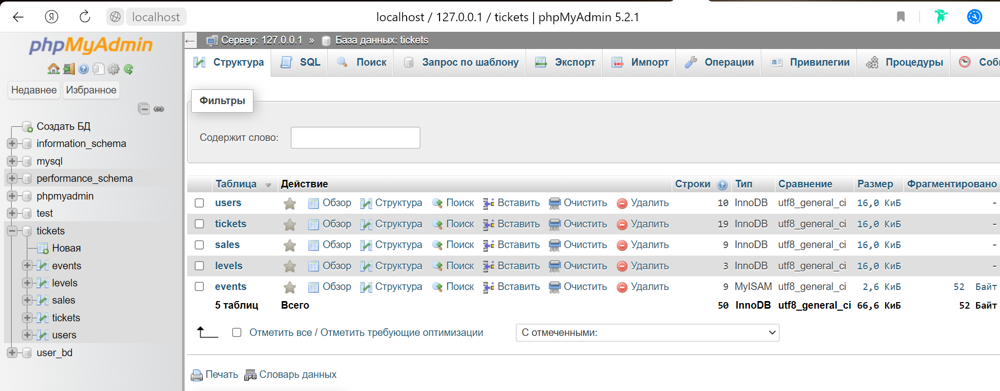 Я localhost localhost / 127.0.0.1 / tickets | phpMyAdmin 5.2.1
phpMyAdmin
Недавнее Избранное
Создать БД
information_schema
mysql
performance_schema
phpmyadmin
test
tickets
Новая
events
levels
sales
tickets
users
user_bd
← Сервер: 127.0.0.1 » База данных: tickets
Структура SQL Поиск Запрос по шаблону Экспорт Импорт Операции Привилегии Процедуры
Фильтры
Содержит слово:
Таблица Действие Строки Тип Сравнение Размер Фрагментировано
users Обзор Структура Поиск Вставить Очистить Удалить 10 InnoDB utf8_general_ci 16,0 КиБ -
tickets Обзор Структура Поиск Вставить Очистить Удалить 19 InnoDB utf8_general_ci 16,0 КиБ -
sales Обзор Структура Поиск Вставить Очистить Удалить 9 InnoDB utf8_general_ci 16,0 КиБ -
levels Обзор Структура Поиск Вставить Очистить Удалить 3 InnoDB utf8_general_ci 16,0 КиБ -
events Обзор Структура Поиск Вставить Очистить Удалить 9 MyISAM utf8_general_ci 2,6 КиБ 52 Байт
5 таблиц Всего 50 InnoDB utf8_general_ci 66,6 КиБ 52 Байт
Отметить все / Отметить требующие оптимизации С отмеченными:
Печать Словарь данных